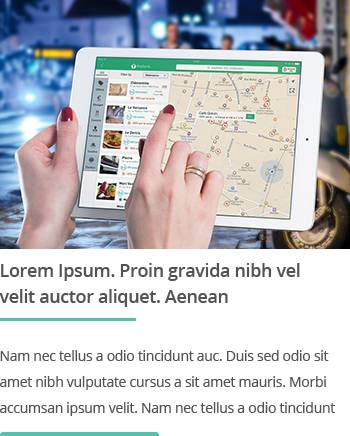 Lorem Ipsum. Proin gravida nibh vel
velit auctor aliquet. Aenean
Nam nec tellus a odio tincidunt auc. Duis sed odio sit
amet nibh vulputate cursus a sit amet mauris. Morbi
accumsan ipsum velit. Nam nec tellus a odio tincidunt